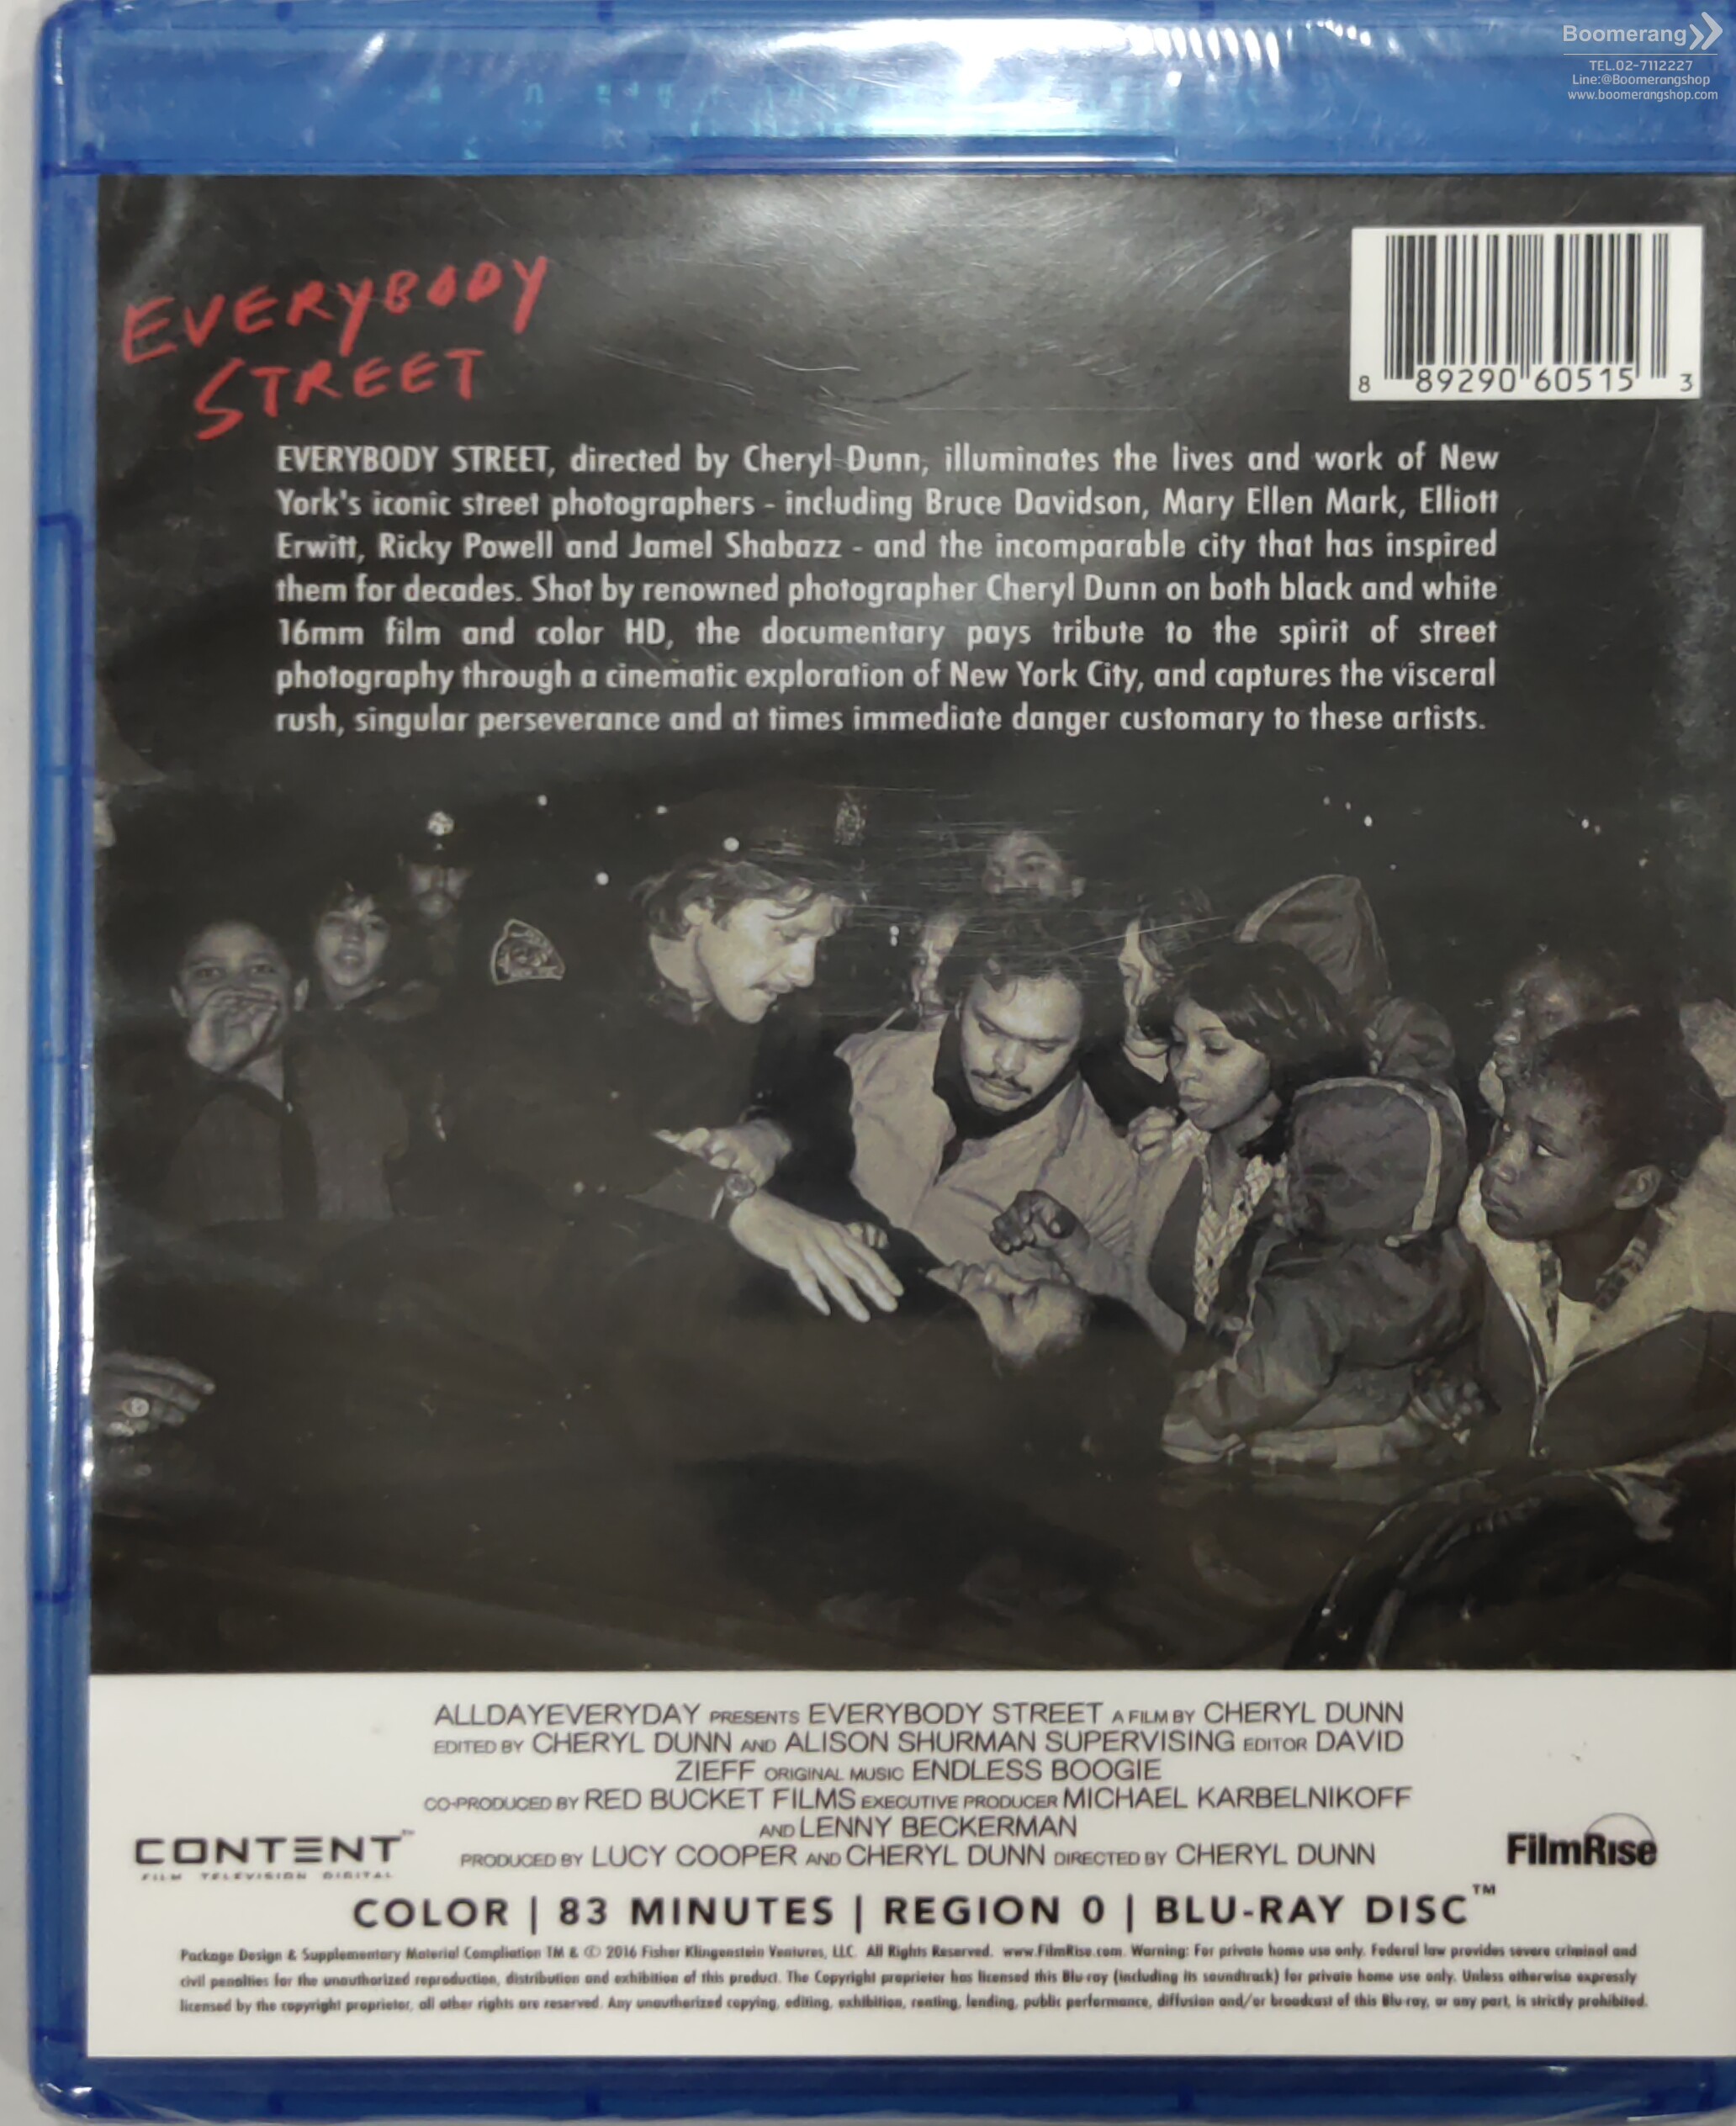 Boomerang
TEL.02-7112227
Line:@Boomerangshop
www.boomerangshop.com
8 89290 60515 3
EVERYBODY
STREET
EVERYBODY STREET, directed by Cheryl Dunn, illuminates the lives and work of New
York's iconic street photographers - including Bruce Davidson, Mary Ellen Mark, Elliott
Erwitt, Ricky Powell and Jamel Shabazz - and the incomparable city that has inspired
them for decades. Shot by renowned photographer Cheryl Dunn on both black and white
16mm film and color HD, the documentary pays tribute to the spirit of street
photography through a cinematic exploration of New York City, and captures the visceral
rush, singular perseverance and at times immediate danger customary to these artists.
ALLDAYEVERYDAY PRESENTS EVERYBODY STREET A FILM BY CHERYL DUNN
EDITED BY CHERYL DUNN AND ALISON SHURMAN SUPERVISING EDITOR DAVID
ZIEFF ORIGINAL MUSIC ENDLESS BOOGIE
CO-PRODUCED BY RED BUCKET FILMS EXECUTIVE PRODUCER MICHAEL KARBELNIKOFF
AND LENNY BECKERMAN
PRODUCED BY LUCY COOPER AND CHERYL DUNN DIRECTED BY CHERYL DUNN
CONTENT™
FILM TELEVISION DIGITAL
FilmRise
COLOR | 83 MINUTES | REGION 0 | BLU-RAY DISC™
Package Design & Supplementary Material Compliation TM & © 2016 Fisher Klingenstein Ventures, LLC. All Rights Reserved. www.FilmRise.com. Warning: For private home use only. Federal law provides severe criminal and
civil penalties for the unauthorized reproduction, distribution and exhibition of this product. The Copyright proprietor has licensed this Blu-ray (including its soundtrack) for private home use only. Unless otherwise expressly
licensed by the copyright proprietor, all other rights are reserved. Any unauthorized copying, editing, exhibition, renting, lending, public performance, diffusion and/or broadcast of this Blu-ray, or any part, is strictly prohibited.